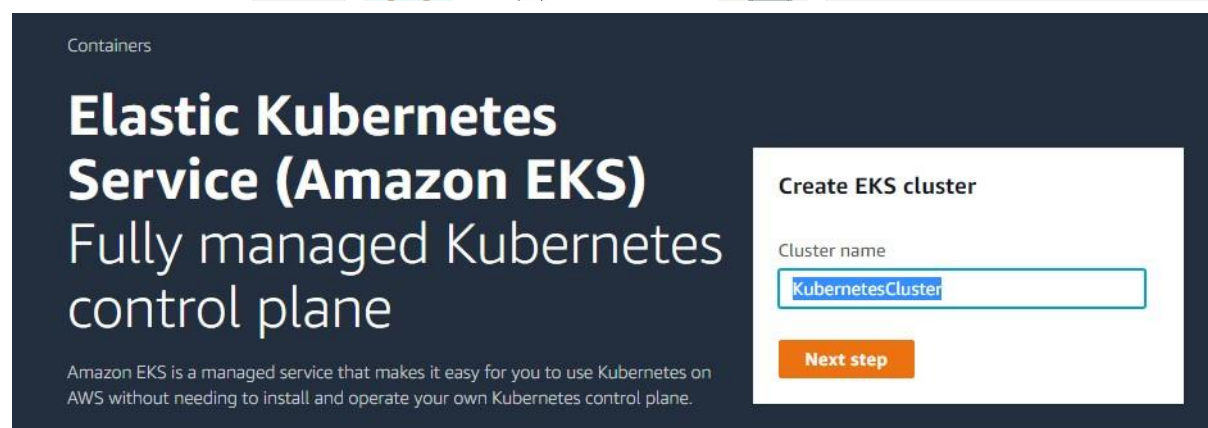 Containers
Elastic Kubernetes
Service (Amazon EKS)
Fully managed Kubernetes
control plane
Amazon EKS is a managed service that makes it easy for you to use Kubernetes on
AWS without needing to install and operate your own Kubernetes control plane.
Create EKS cluster
Cluster name
KubernetesCluster
Next step